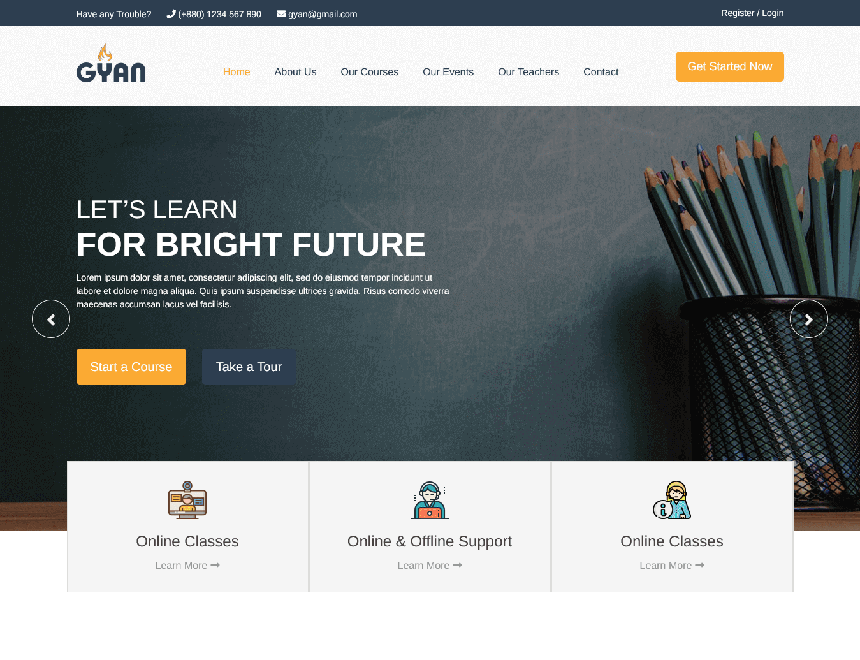 Have any Trouble? (+880) 1234 567 890 gyan@gmail.com Register / Login
GYAN
Home About Us Our Courses Our Events Our Teachers Contact Get Started Now
LET’S LEARN
FOR BRIGHT FUTURE
Lorem ipsum dolor sit amet, consectetur adipiscing elit, sed do eiusmod tempor incidunt ut
labore et dolore magna aliqua. Quis ipsum suspendisse ultrices gravida. Risus comodo viverra
maecenas accumsan lacus vel facilisis.
Start a Course Take a Tour
Online Classes Online & Offline Support Online Classes
Learn More Learn More Learn More